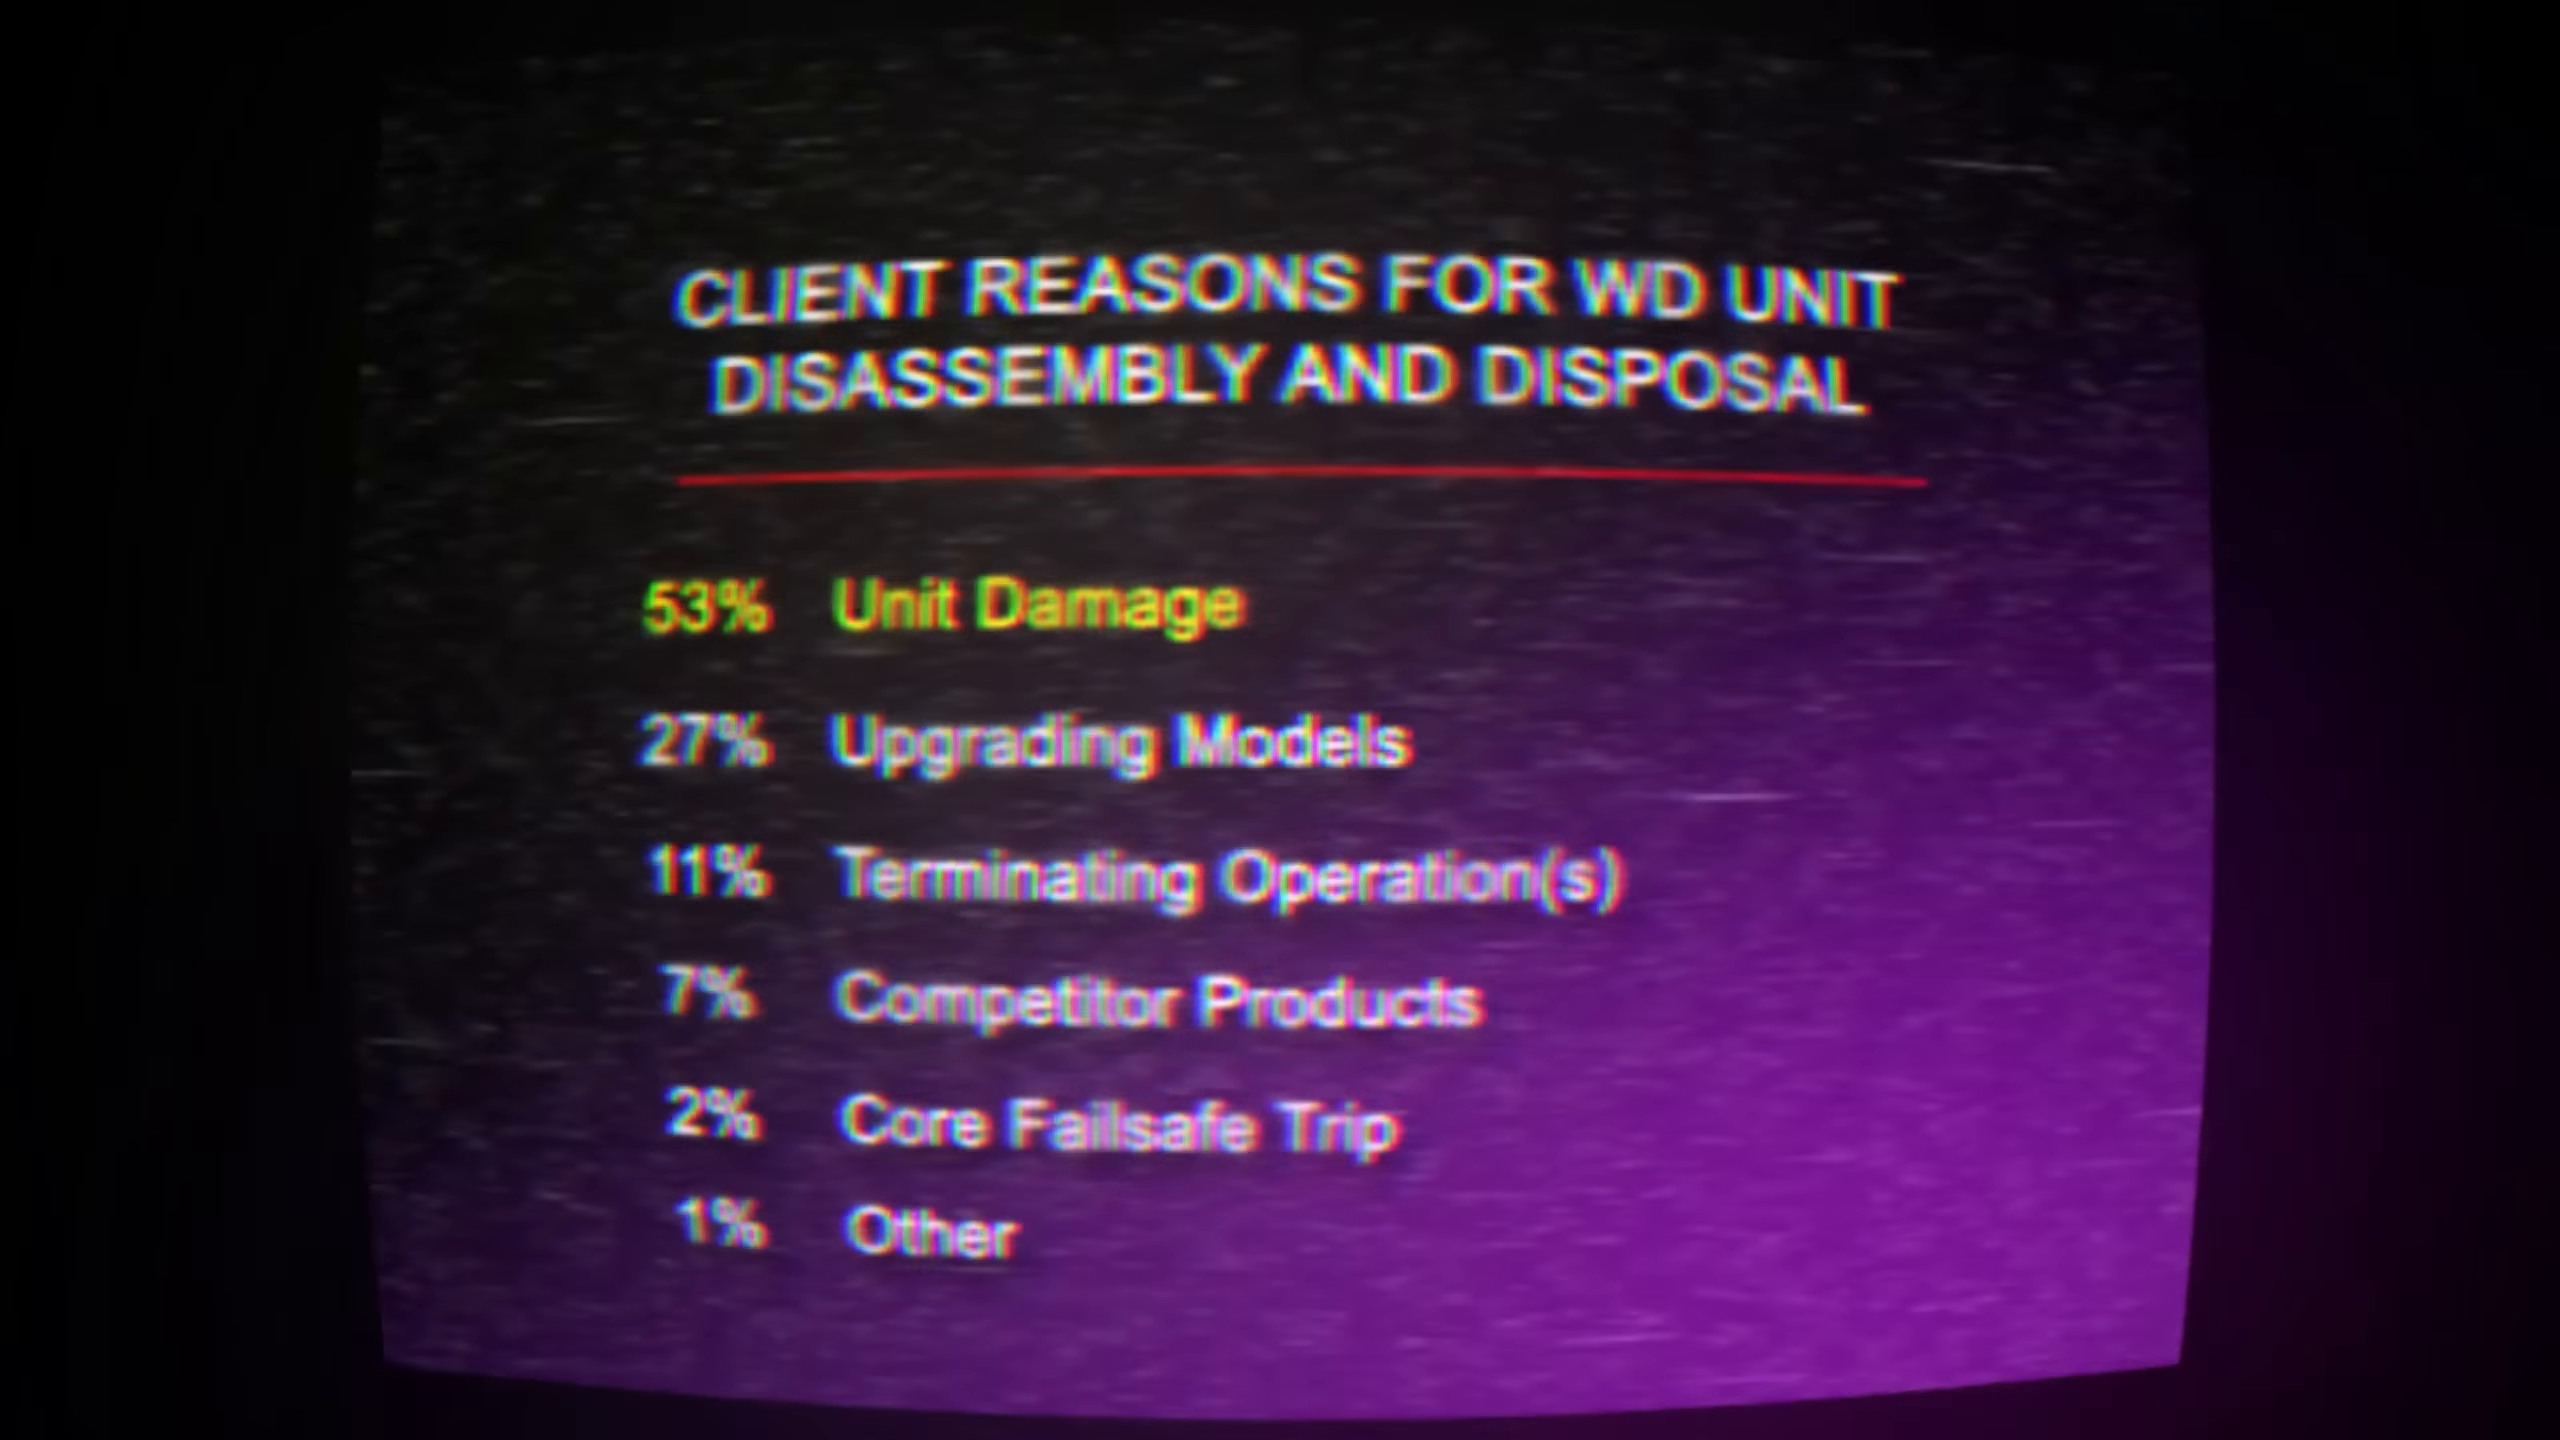 CLIENT REASONS FOR WD UNIT
DISASSEMBLY AND DISPOSAL
53% Unit Damage
27% Upgrading Models
11% Terminating Operation(s)
7% Competitor Products
2% Core Failsafe Trip
1% Other